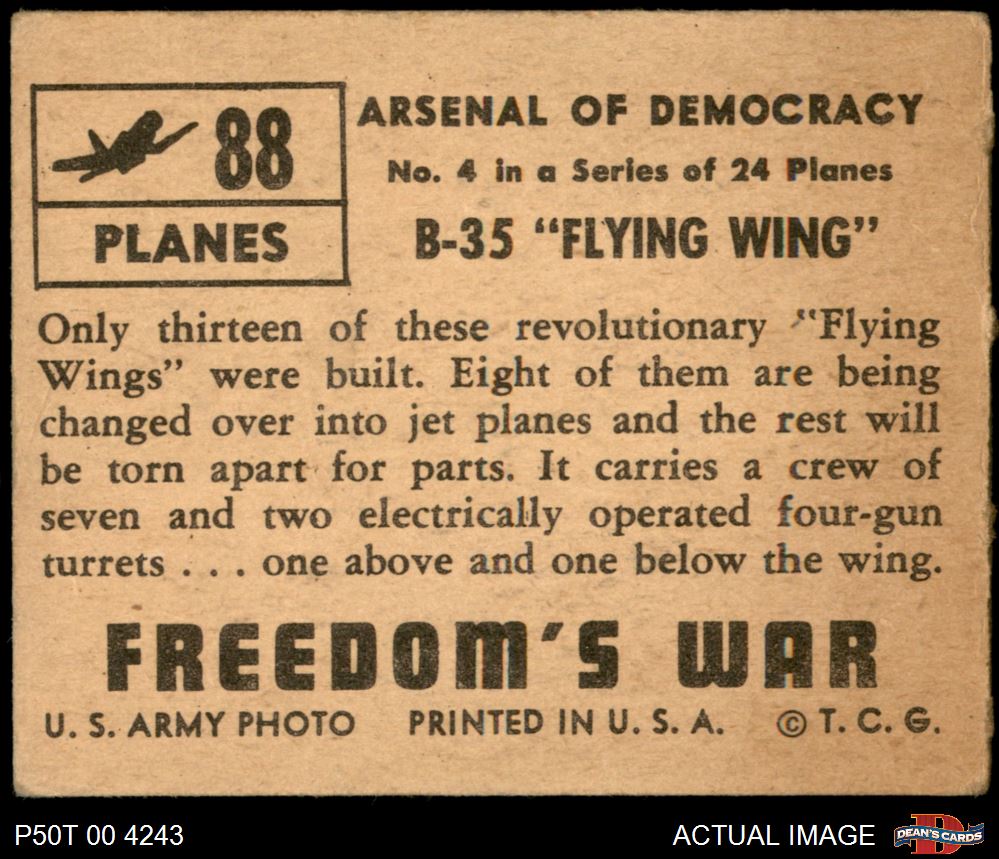 88
PLANES
ARSENAL OF DEMOCRACY
No. 4 in a Series of 24 Planes
B-35 "FLYING WING"
Only thirteen of these revolutionary "Flying
Wings" were built. Eight of them are being
changed over into jet planes and the rest will
be torn apart for parts. It carries a crew of
seven and two electrically operated four-gun
turrets . . . one above and one below the wing.
FREEDOM'S WAR
U. S. ARMY PHOTO PRINTED IN U. S. A. © T. C. G.
P50T 00 4243 ACTUAL IMAGE DEAN'S CARDS